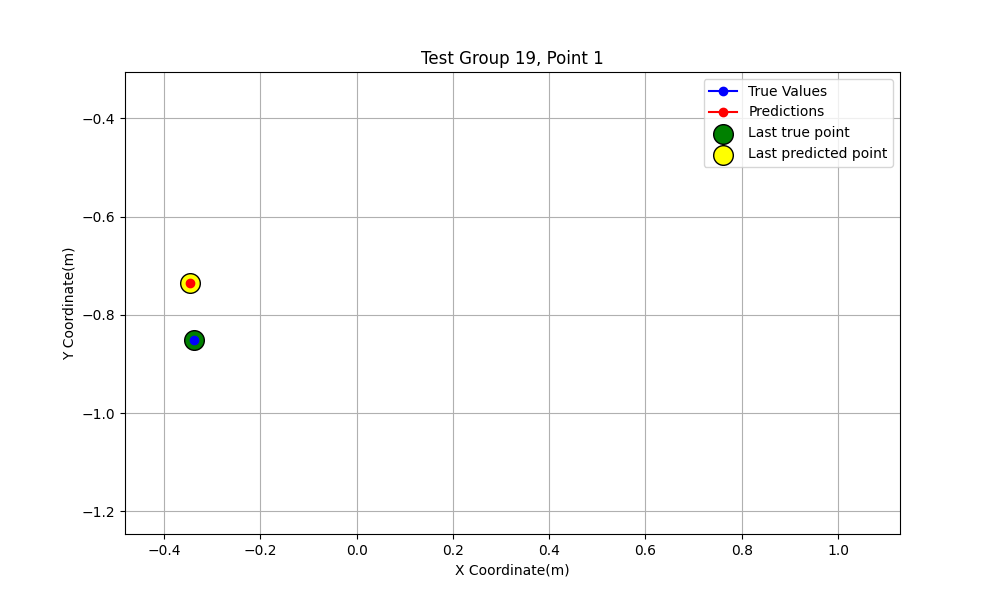 Test Group 19, Point 1
True Values
Predictions
Last true point
Last predicted point
Y Coordinate(m)
−0.4
−0.6
−0.8
−1.0
−1.2
−0.4 −0.2 0.0 0.2 0.4 0.6 0.8 1.0
X Coordinate(m)